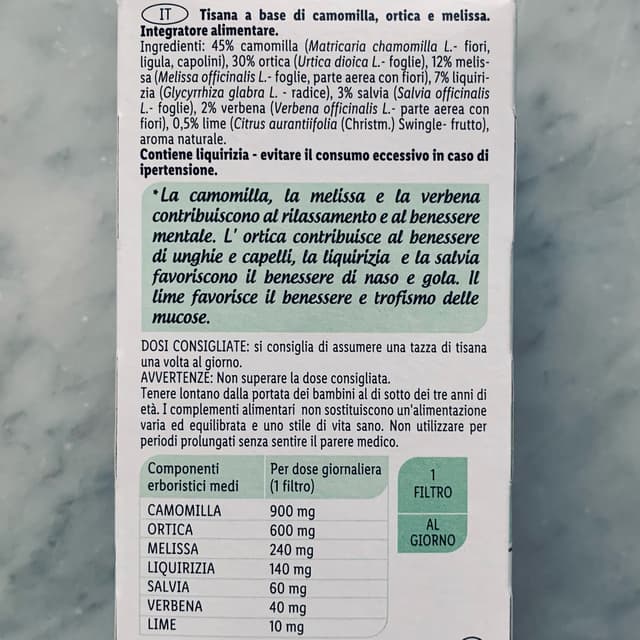 IT Tisana a base di camomilla, ortica e melissa.
Integratore alimentare.
Ingredienti: 45% camomilla (Matricaria chamomilla L.- fiori,
ligula, capolini), 30% ortica (Urtica dioica L.- foglie), 12% melis-
sa (Melissa officinalis L.- foglie, parte aerea con fiori), 7% liquiri-
zia (Glycyrrhiza glabra L. - radice), 3% salvia (Salvia officinalis
L.- foglie), 2% verbena (Verbena officinalis L.- parte aerea con
fiori), 0,5% lime (Citrus aurantiifolia (Christm.) Swingle- frutto),
aroma naturale.
Contiene liquirizia - evitare il consumo eccessivo in caso di
ipertensione.
*La camomilla, la melissa e la verbena
contribuiscono al rilassamento e al benessere
mentale. L' ortica contribuisce al benessere
di unghie e capelli, la liquirizia e la salvia
favoriscono il benessere di naso e gola. Il
lime favorisce il benessere e trofismo delle
mucose.
DOSI CONSIGLIATE: si consiglia di assumere una tazza di tisana
una volta al giorno.
AVVERTENZE: Non superare la dose consigliata.
Tenere lontano dalla portata dei bambini al di sotto dei tre anni di
età. I complementi alimentari non sostituiscono un'alimentazione
varia ed equilibrata e uno stile di vita sano. Non utilizzare per
periodi prolungati senza sentire il parere medico.
Componenti Per dose giornaliera
erboristici medi (1 filtro)
CAMOMILLA 900 mg
ORTICA 600 mg
MELISSA 240 mg
LIQUIRIZIA 140 mg
SALVIA 60 mg
VERBENA 40 mg
LIME 10 mg
1
FILTRO
AL
GIORNO